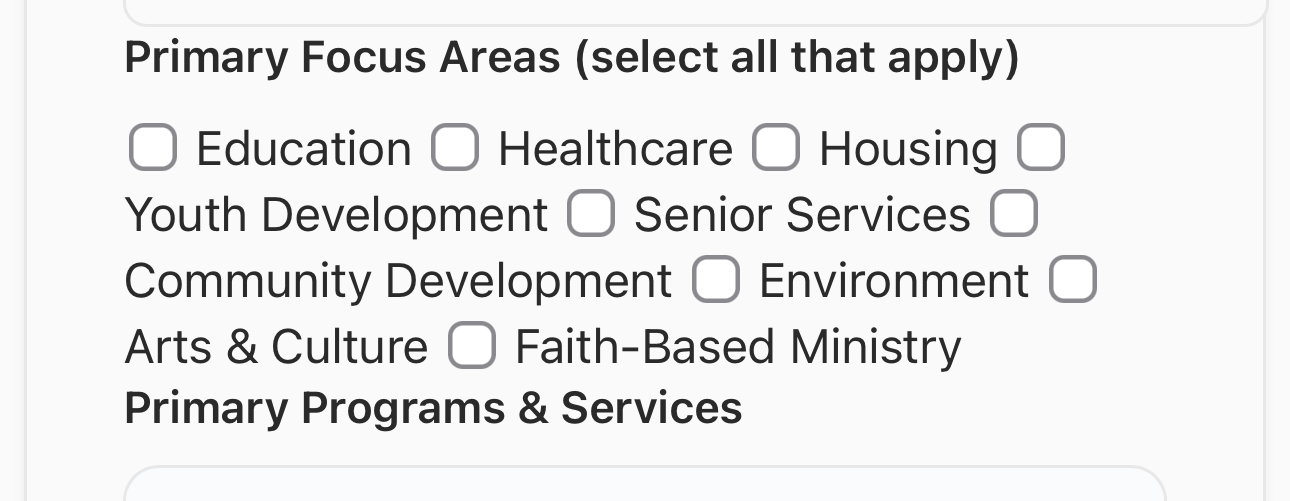 Primary Focus Areas (select all that apply)
Education Healthcare Housing
Youth Development Senior Services
Community Development Environment
Arts & Culture Faith-Based Ministry
Primary Programs & Services